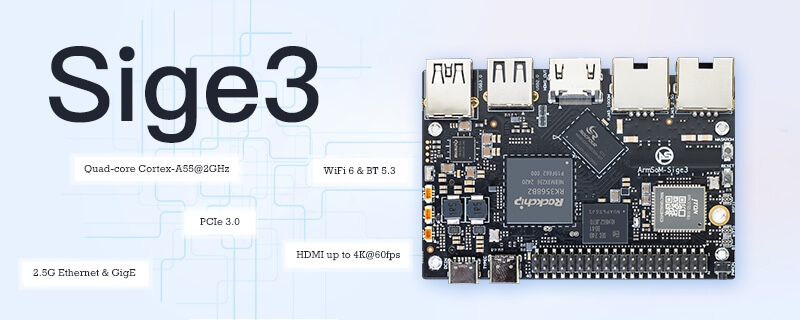 Sige3
Quad-core Cortex-A55@2GHz
WiFi 6 & BT 5.3
PCIe 3.0
HDMI up to 4K@60fps
2.5G Ethernet & GigE
ArmSoM-Sige3
Rockchip
RK3568B2